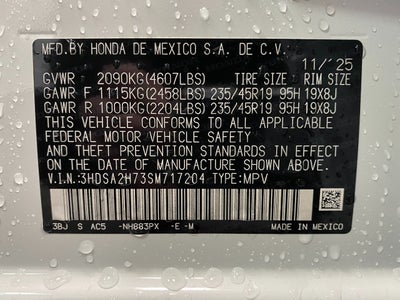 MFD.BY HONDA DE MEXICO S.A. DE C.V.
11/'25
GVWR 2090KG(4607LBS) TIRE SIZE RIM SIZE
GAWR F 1115KG(2458LBS) 235/45R19 95H 19X8J
GAWR R 1000KG(2204LBS) 235/45R19 95H 19X8J
THIS VEHICLE CONFORMS TO ALL APPLICABLE
FEDERAL MOTOR VEHICLE SAFETY
AND THEFT PREVENTION STANDARDS IN EFFECT
ON THE DATE OF MANUFACTURE SHOWN ABOVE.
V.I.N.:3HDSA2H73SM717204 TYPE:MPV
3BJ S AC5 -NH883PX -E -M MADE IN MEXICO